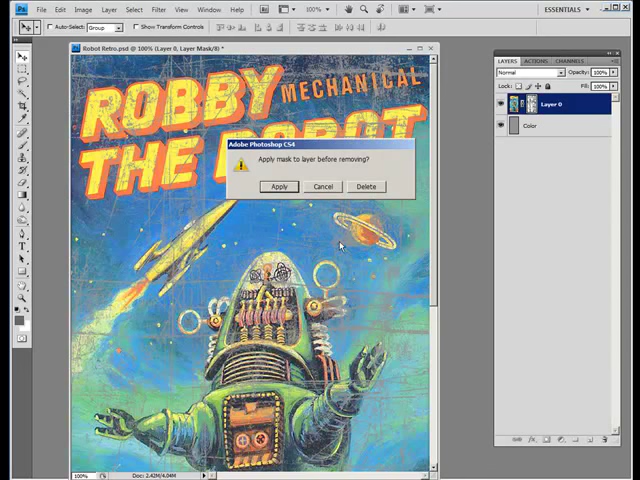 Ps File Edit Image Layer Select Filter View Window Help Br 100% ESSENTIALS
Auto-Select: Group Show Transform Controls
Robot Retro.psd @ 100% (Layer 0, Layer Mask/8) *
LAYERS ACTIONS CHANNELS
Normal Opacity: 100%
Lock: Fill: 100%
Layer 0
Color
ROBBY MECHANICAL
THE ROBOT
Adobe Photoshop CS4
Apply mask to layer before removing?
Apply Cancel Delete
100% Doc: 2.42M/4.04M